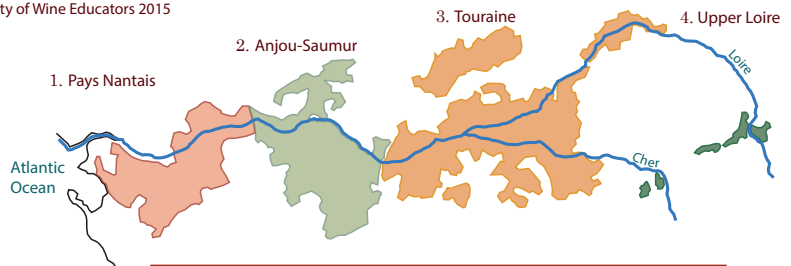 ty of Wine Educators 2015
3. Touraine
4. Upper Loire
2. Anjou-Saumur
1. Pays Nantais
Loire
Atlantic
Ocean
Cher